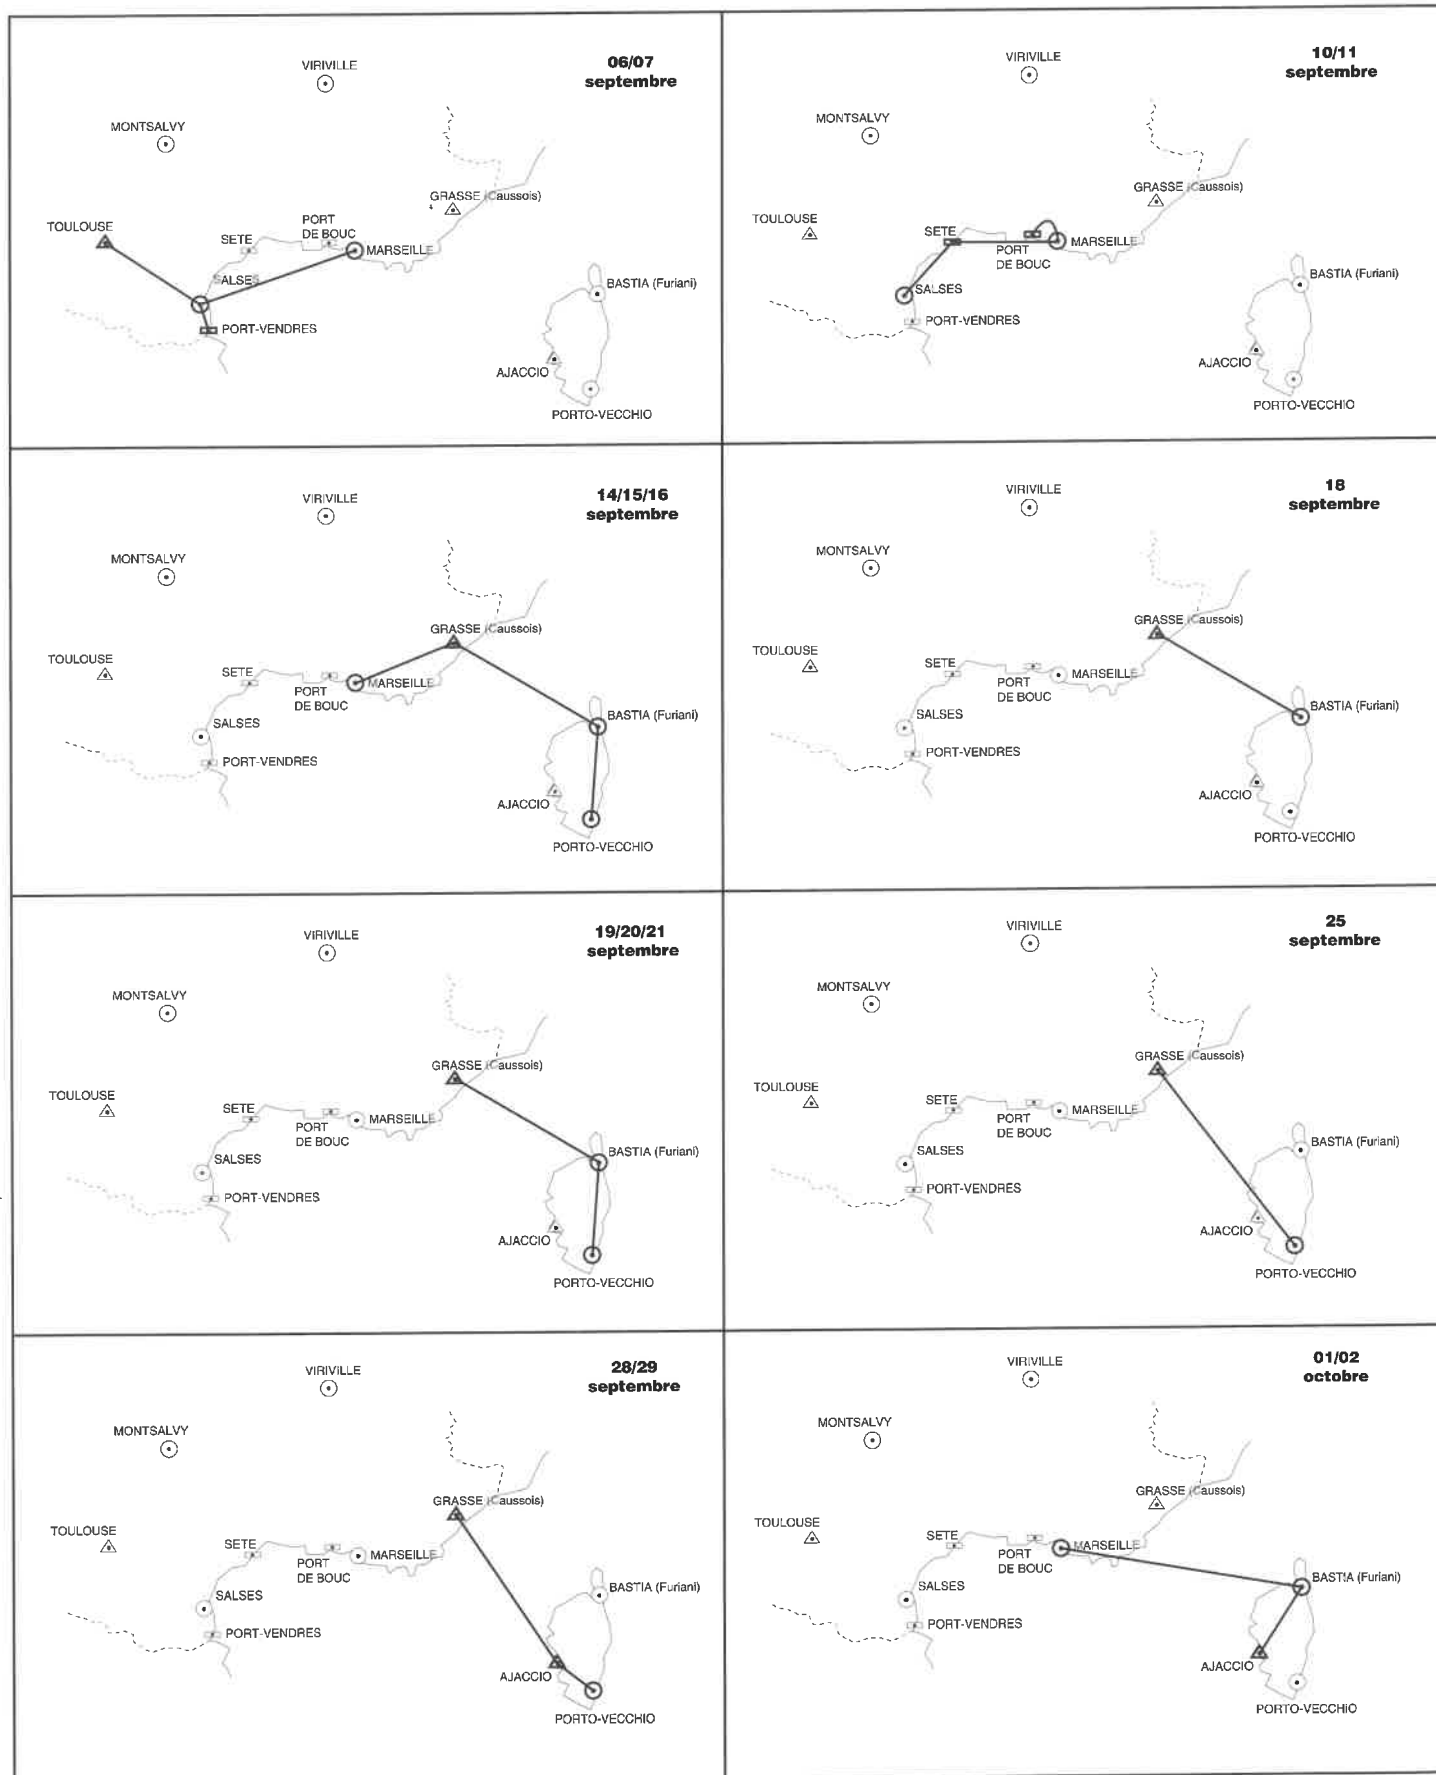 06/07
septembre
VIRIVILLE
MONTSALVY
GRASSE (Caussois)
TOULOUSE
SETE
PORT
DE BOUC
MARSEILLE
SALSES
BASTIA (Furiani)
PORT-VENDRES
AJACCIO
PORTO-VECCHIO
10/11
septembre
VIRIVILLE
MONTSALVY
GRASSE (Caussois)
TOULOUSE
SETE
PORT
DE BOUC
MARSEILLE
SALSES
BASTIA (Furiani)
PORT-VENDRES
AJACCIO
PORTO-VECCHIO
14/15/16
septembre
VIRIVILLE
MONTSALVY
GRASSE (Caussois)
TOULOUSE
SETE
PORT
DE BOUC
MARSEILLE
SALSES
BASTIA (Furiani)
PORT-VENDRES
AJACCIO
PORTO-VECCHIO
18
septembre
VIRIVILLE
MONTSALVY
GRASSE (Caussois)
TOULOUSE
SETE
PORT
DE BOUC
MARSEILLE
SALSES
BASTIA (Furiani)
PORT-VENDRES
AJACCIO
PORTO-VECCHIO
19/20/21
septembre
VIRIVILLE
MONTSALVY
GRASSE (Caussois)
TOULOUSE
SETE
PORT
DE BOUC
MARSEILLE
SALSES
BASTIA (Furiani)
PORT-VENDRES
AJACCIO
PORTO-VECCHIO
25
septembre
VIRIVILLE
MONTSALVY
GRASSE (Caussois)
TOULOUSE
SETE
PORT
DE BOUC
MARSEILLE
SALSES
BASTIA (Furiani)
PORT-VENDRES
AJACCIO
PORTO-VECCHIO
28/29
septembre
VIRIVILLE
MONTSALVY
GRASSE (Caussois)
TOULOUSE
SETE
PORT
DE BOUC
MARSEILLE
SALSES
BASTIA (Furiani)
PORT-VENDRES
AJACCIO
PORTO-VECCHIO
01/02
octobre
VIRIVILLE
MONTSALVY
GRASSE (Caussois)
TOULOUSE
SETE
PORT
DE BOUC
MARSEILLE
SALSES
BASTIA (Furiani)
PORT-VENDRES
AJACCIO
PORTO-VECCHIO